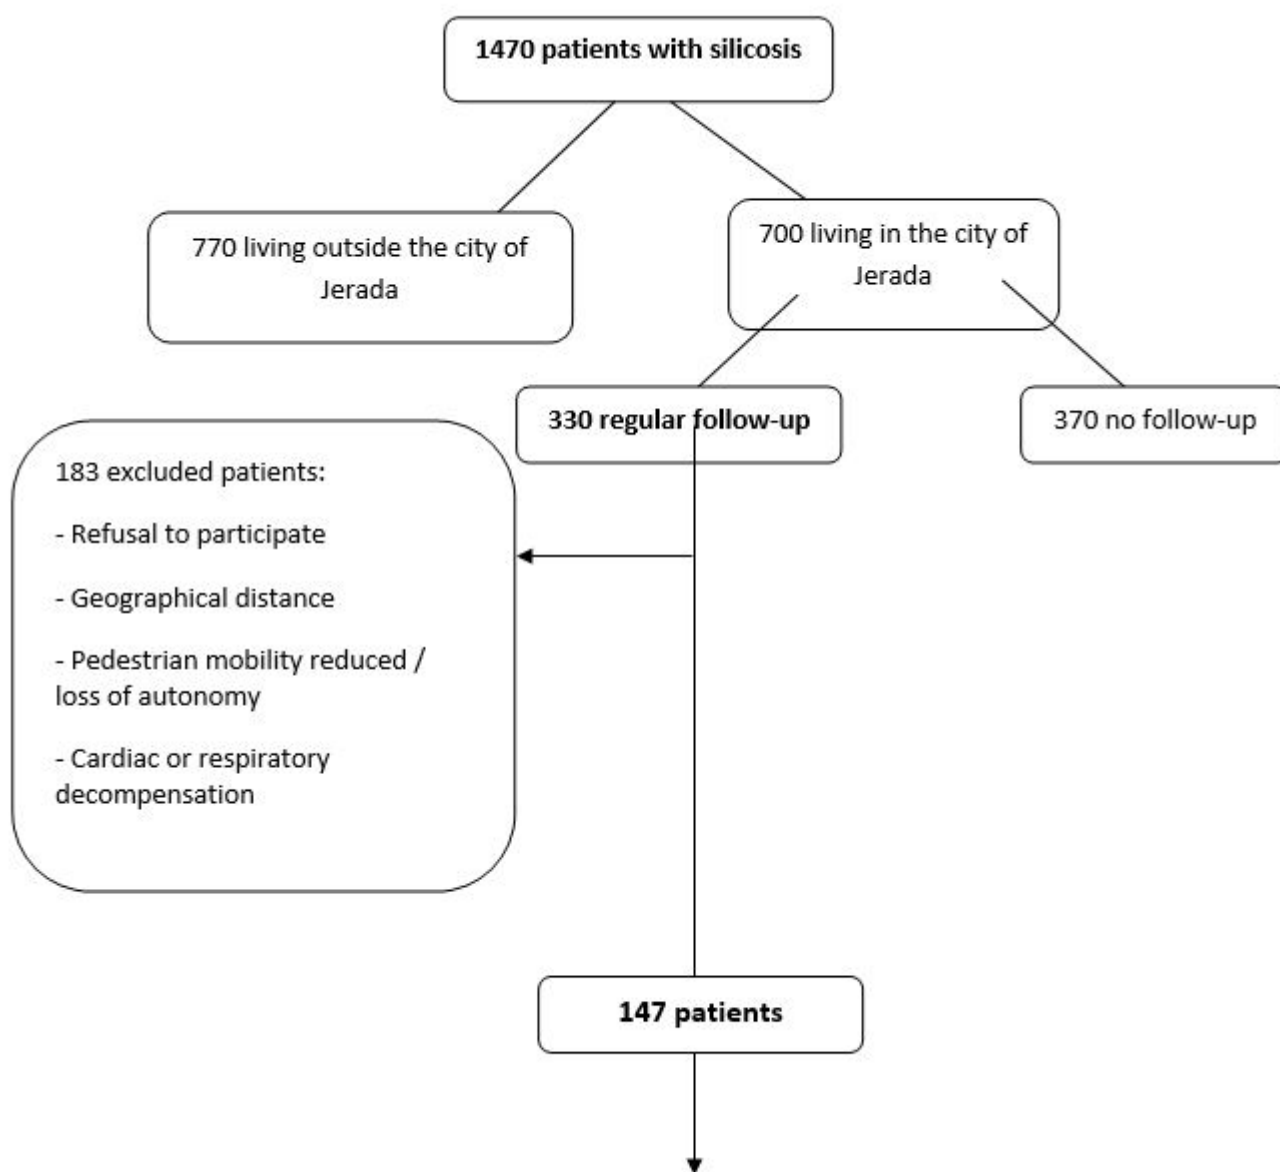 1470 patients with silicosis
770 living outside the city of
Jerada
700 living in the city of
Jerada
330 regular follow-up
370 no follow-up
183 excluded patients:
- Refusal to participate
- Geographical distance
- Pedestrian mobility reduced /
loss of autonomy
- Cardiac or respiratory
decompensation
147 patients